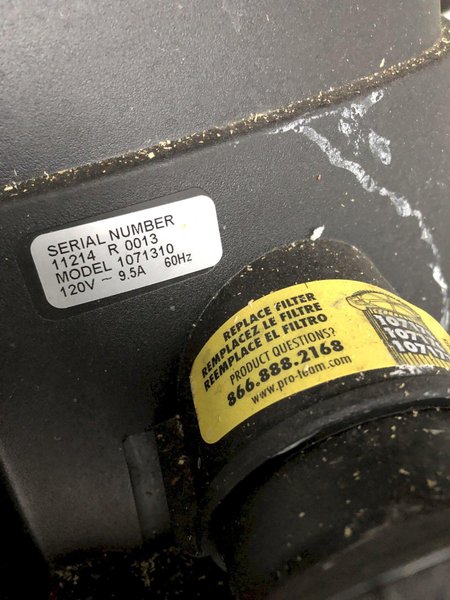 SERIAL NUMBER
11214 R 0013
MODEL 1071310
120V ~ 9.5A 60Hz
REPLACE FILTER
REMPLACEZ LE FILTRE
REEMPLACE EL FILTRO
PRODUCT QUESTIONS?
866.888.2168
www.pro-team.com